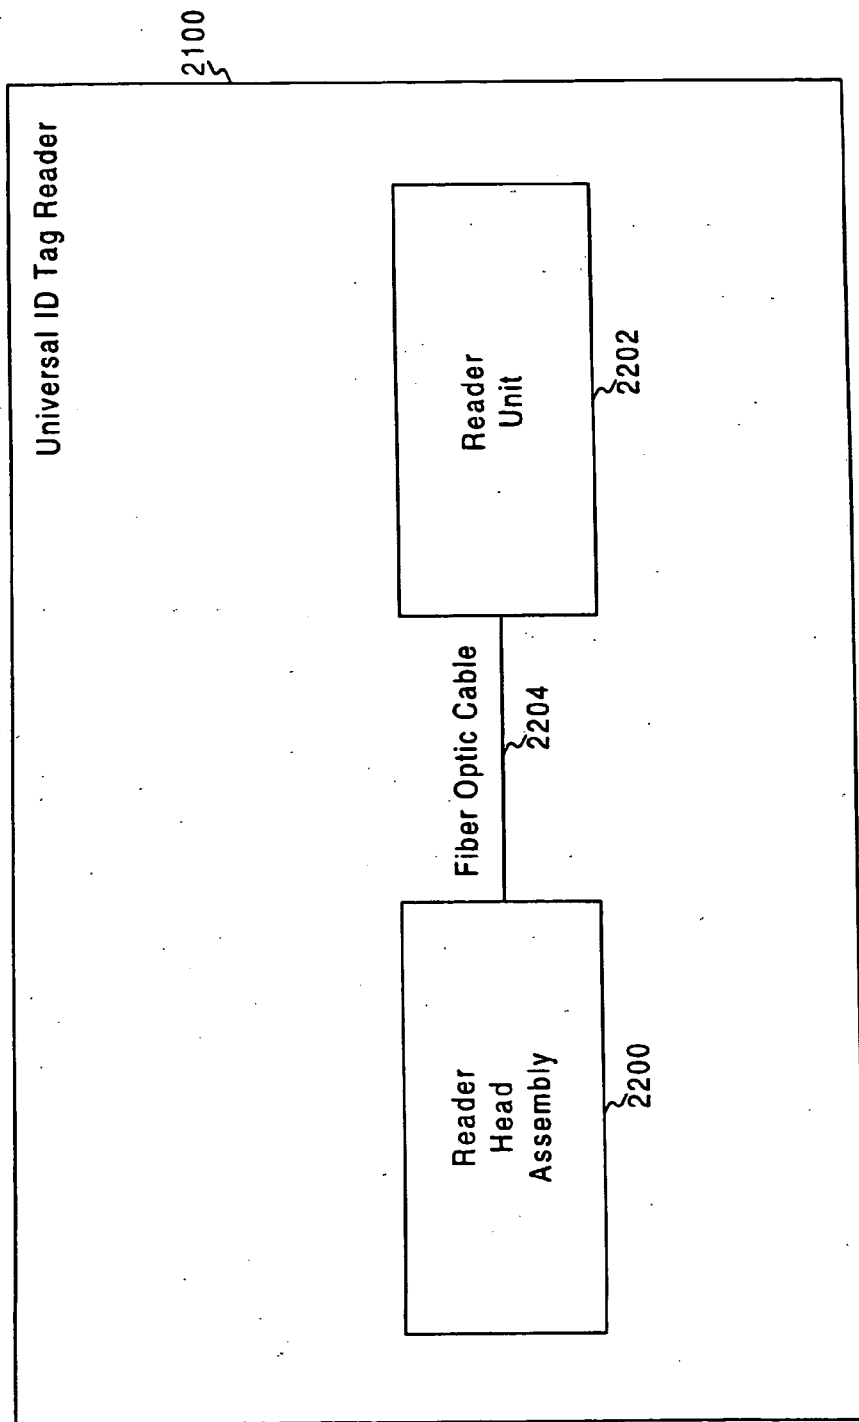 Universal ID Tag Reader
2100
Reader
Head
Assembly
2200
Fiber Optic Cable
2204
Reader
Unit
2202